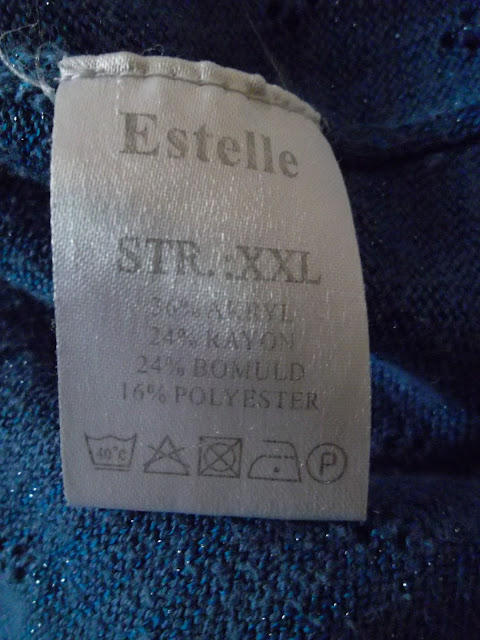 Estelle
STR.:XXL
36% AKRYL
24% RAYON
24% BOMULD
16% POLYESTER
40°C P